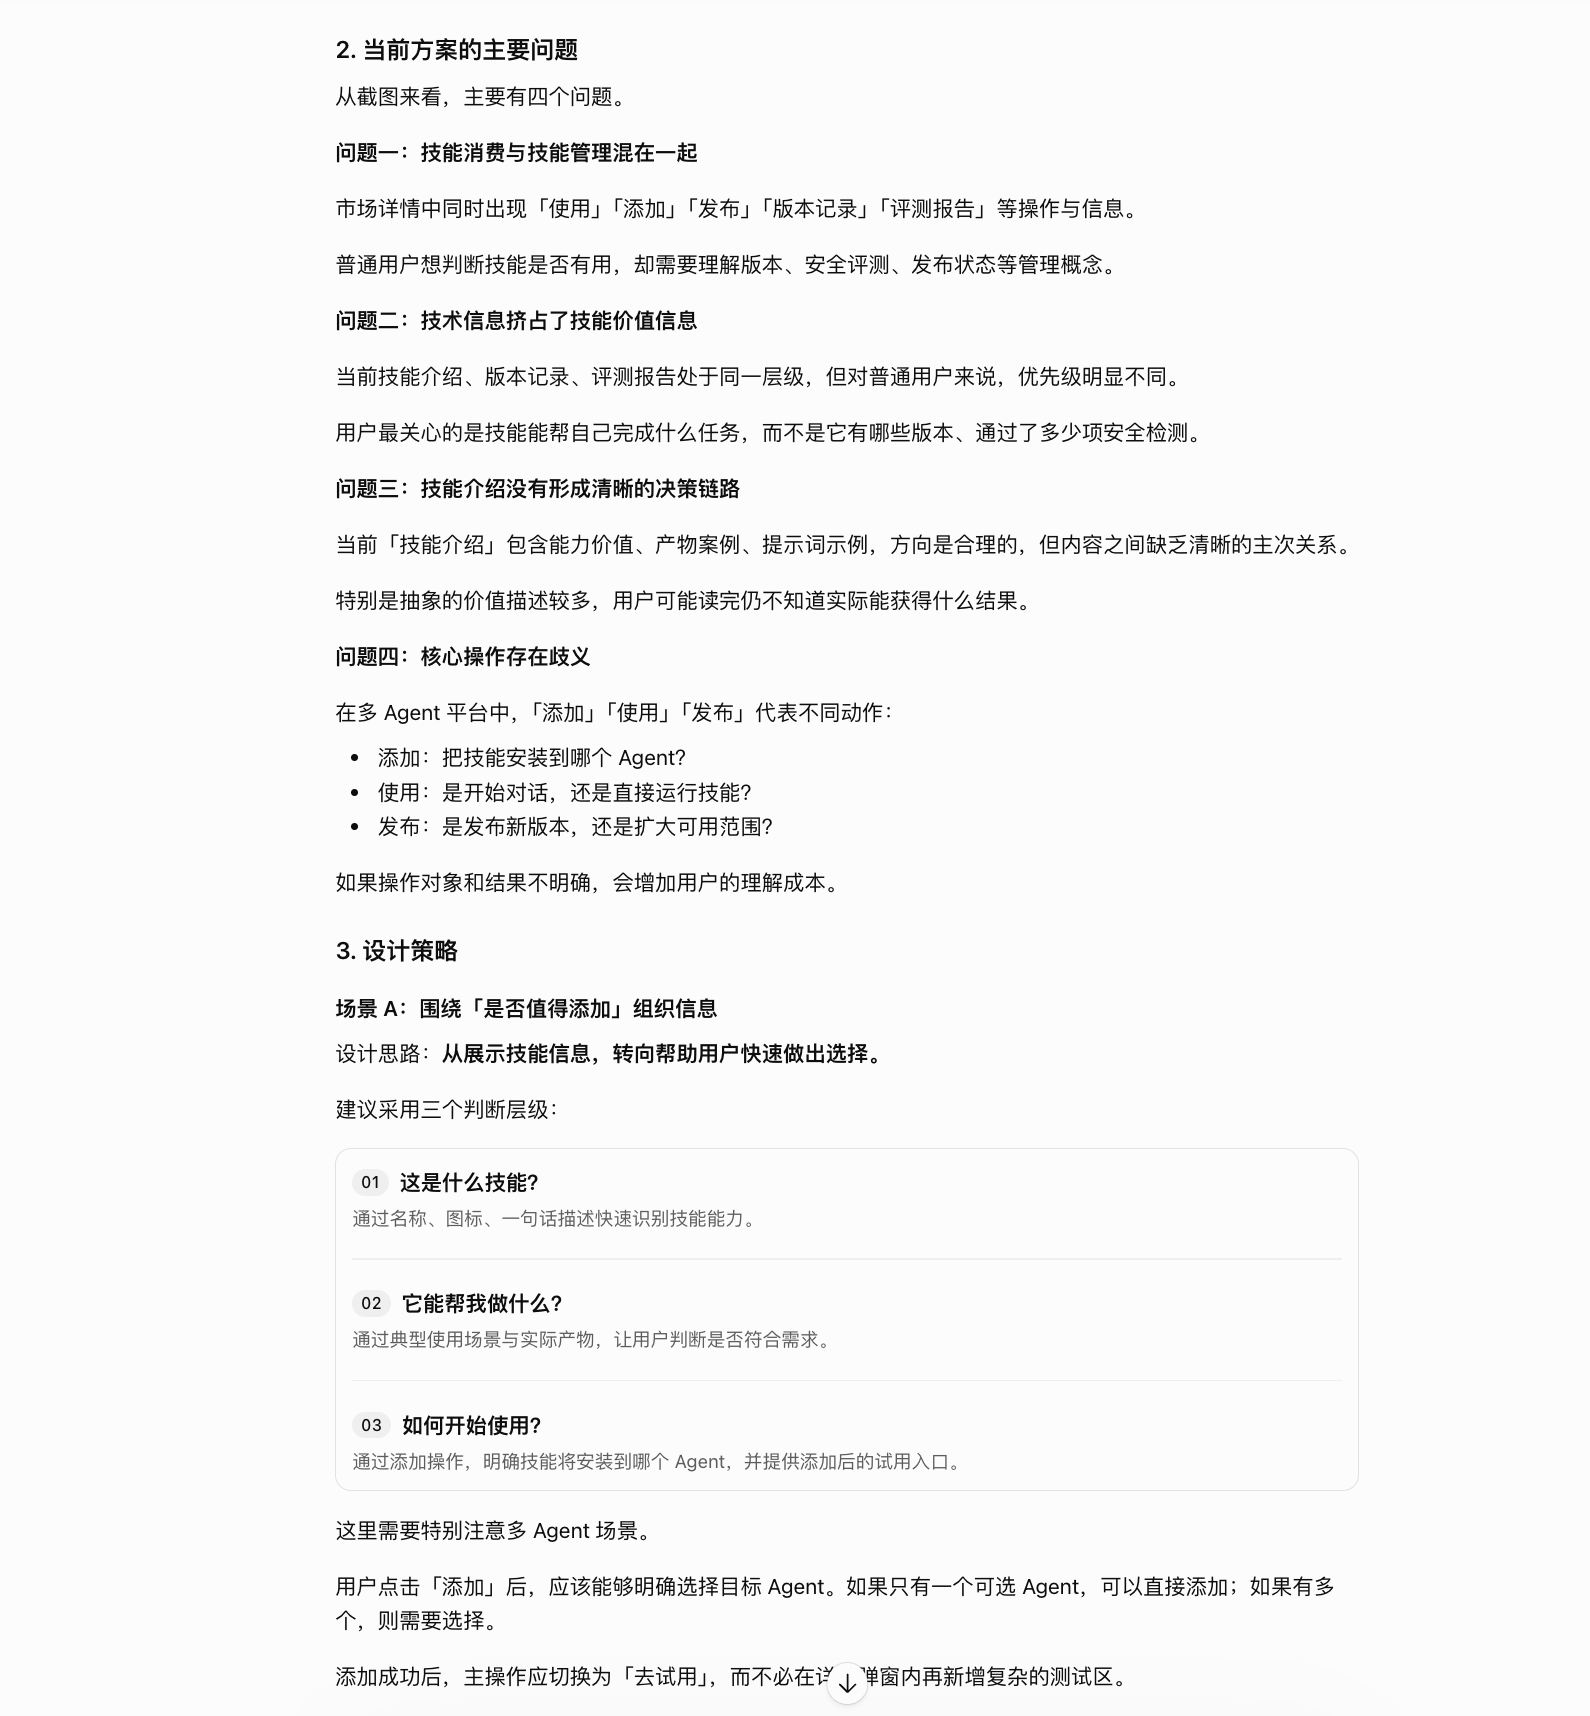 2. 当前方案的主要问题
从截图来看，主要有四个问题。
问题一：技能消费与技能管理混在一起
市场详情中同时出现「使用」「添加」「发布」「版本记录」「评测报告」等操作与信息。
普通用户想判断技能是否有用，却需要理解版本、安全评测、发布状态等管理概念。
问题二：技术信息挤占了技能价值信息
当前技能介绍、版本记录、评测报告处于同一层级，但对普通用户来说，优先级明显不同。
用户最关心的是技能能帮自己完成什么任务，而不是它有哪些版本、通过了多少项安全检测。
问题三：技能介绍没有形成清晰的决策链路
当前「技能介绍」包含能力价值、产物案例、提示词示例，方向是合理的，但内容之间缺乏清晰的主次关系。
特别是抽象的价值描述较多，用户可能读完仍不知道实际能获得什么结果。
问题四：核心操作存在歧义
在多 Agent 平台中，「添加」「使用」「发布」代表不同动作：
• 添加：把技能安装到哪个 Agent？
• 使用：是开始对话，还是直接运行技能？
• 发布：是发布新版本，还是扩大可用范围？
如果操作对象和结果不明确，会增加用户的理解成本。
3. 设计策略
场景 A：围绕「是否值得添加」组织信息
设计思路：从展示技能信息，转向帮助用户快速做出选择。
建议采用三个判断层级：
01 这是什么技能？
通过名称、图标、一句话描述快速识别技能能力。
02 它能帮我做什么？
通过典型使用场景与实际产物，让用户判断是否符合需求。
03 如何开始使用？
通过添加操作，明确技能将安装到哪个 Agent，并提供添加后的试用入口。
这里需要特别注意多 Agent 场景。
用户点击「添加」后，应该能够明确选择目标 Agent。如果只有一个可选 Agent，可以直接添加；如果有多
个，则需要选择。
添加成功后，主操作应切换为「去试用」，而不必在详弹窗内再新增复杂的测试区。